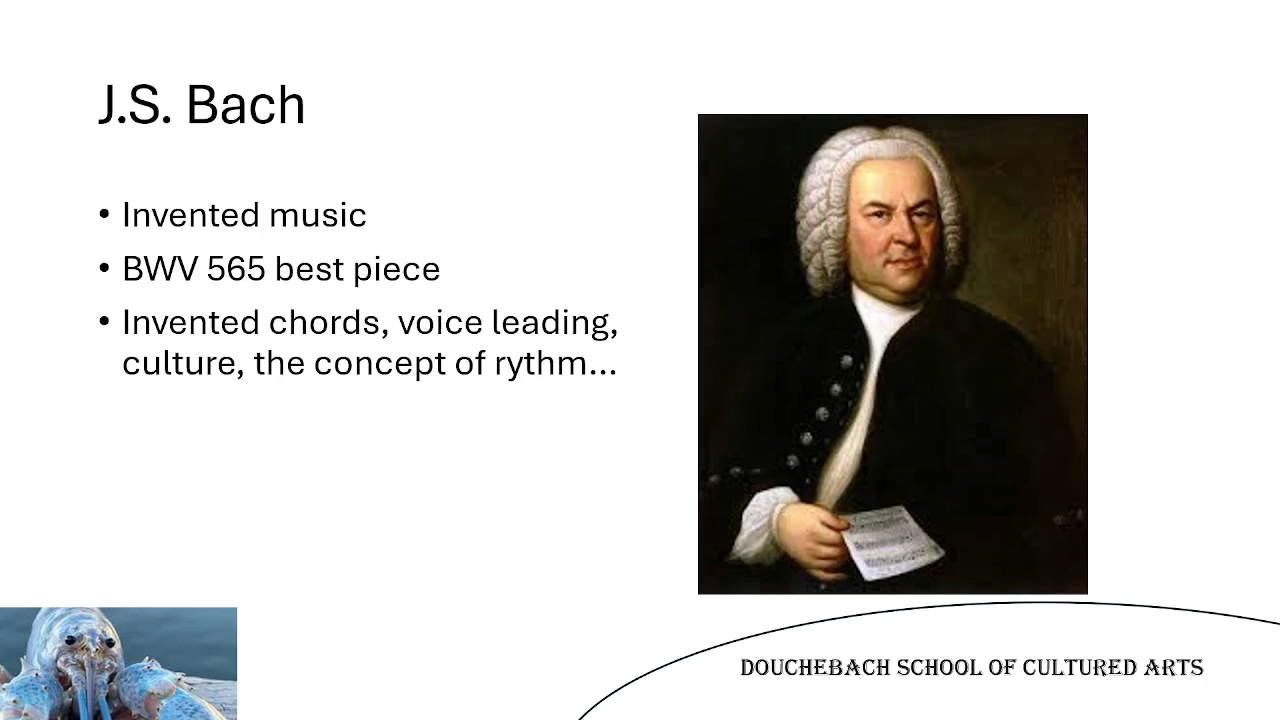 J.S. Bach
• Invented music
• BWV 565 best piece
• Invented chords, voice leading,
culture, the concept of rythm...
DOUCHEBACH SCHOOL OF CULTURED ARTS